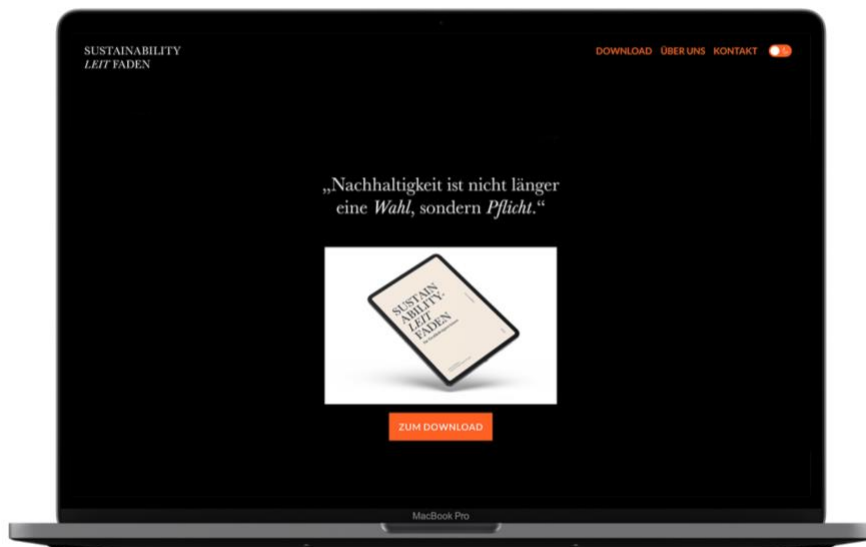 SUSTAINABILITY
LEIT FADEN
DOWNLOAD ÜBER UNS KONTAKT
„Nachhaltigkeit ist nicht länger
eine Wahl, sondern Pflicht.“
SUSTAIN
ABILITY.
LEIT
FADEN
ZUM DOWNLOAD
MacBook Pro